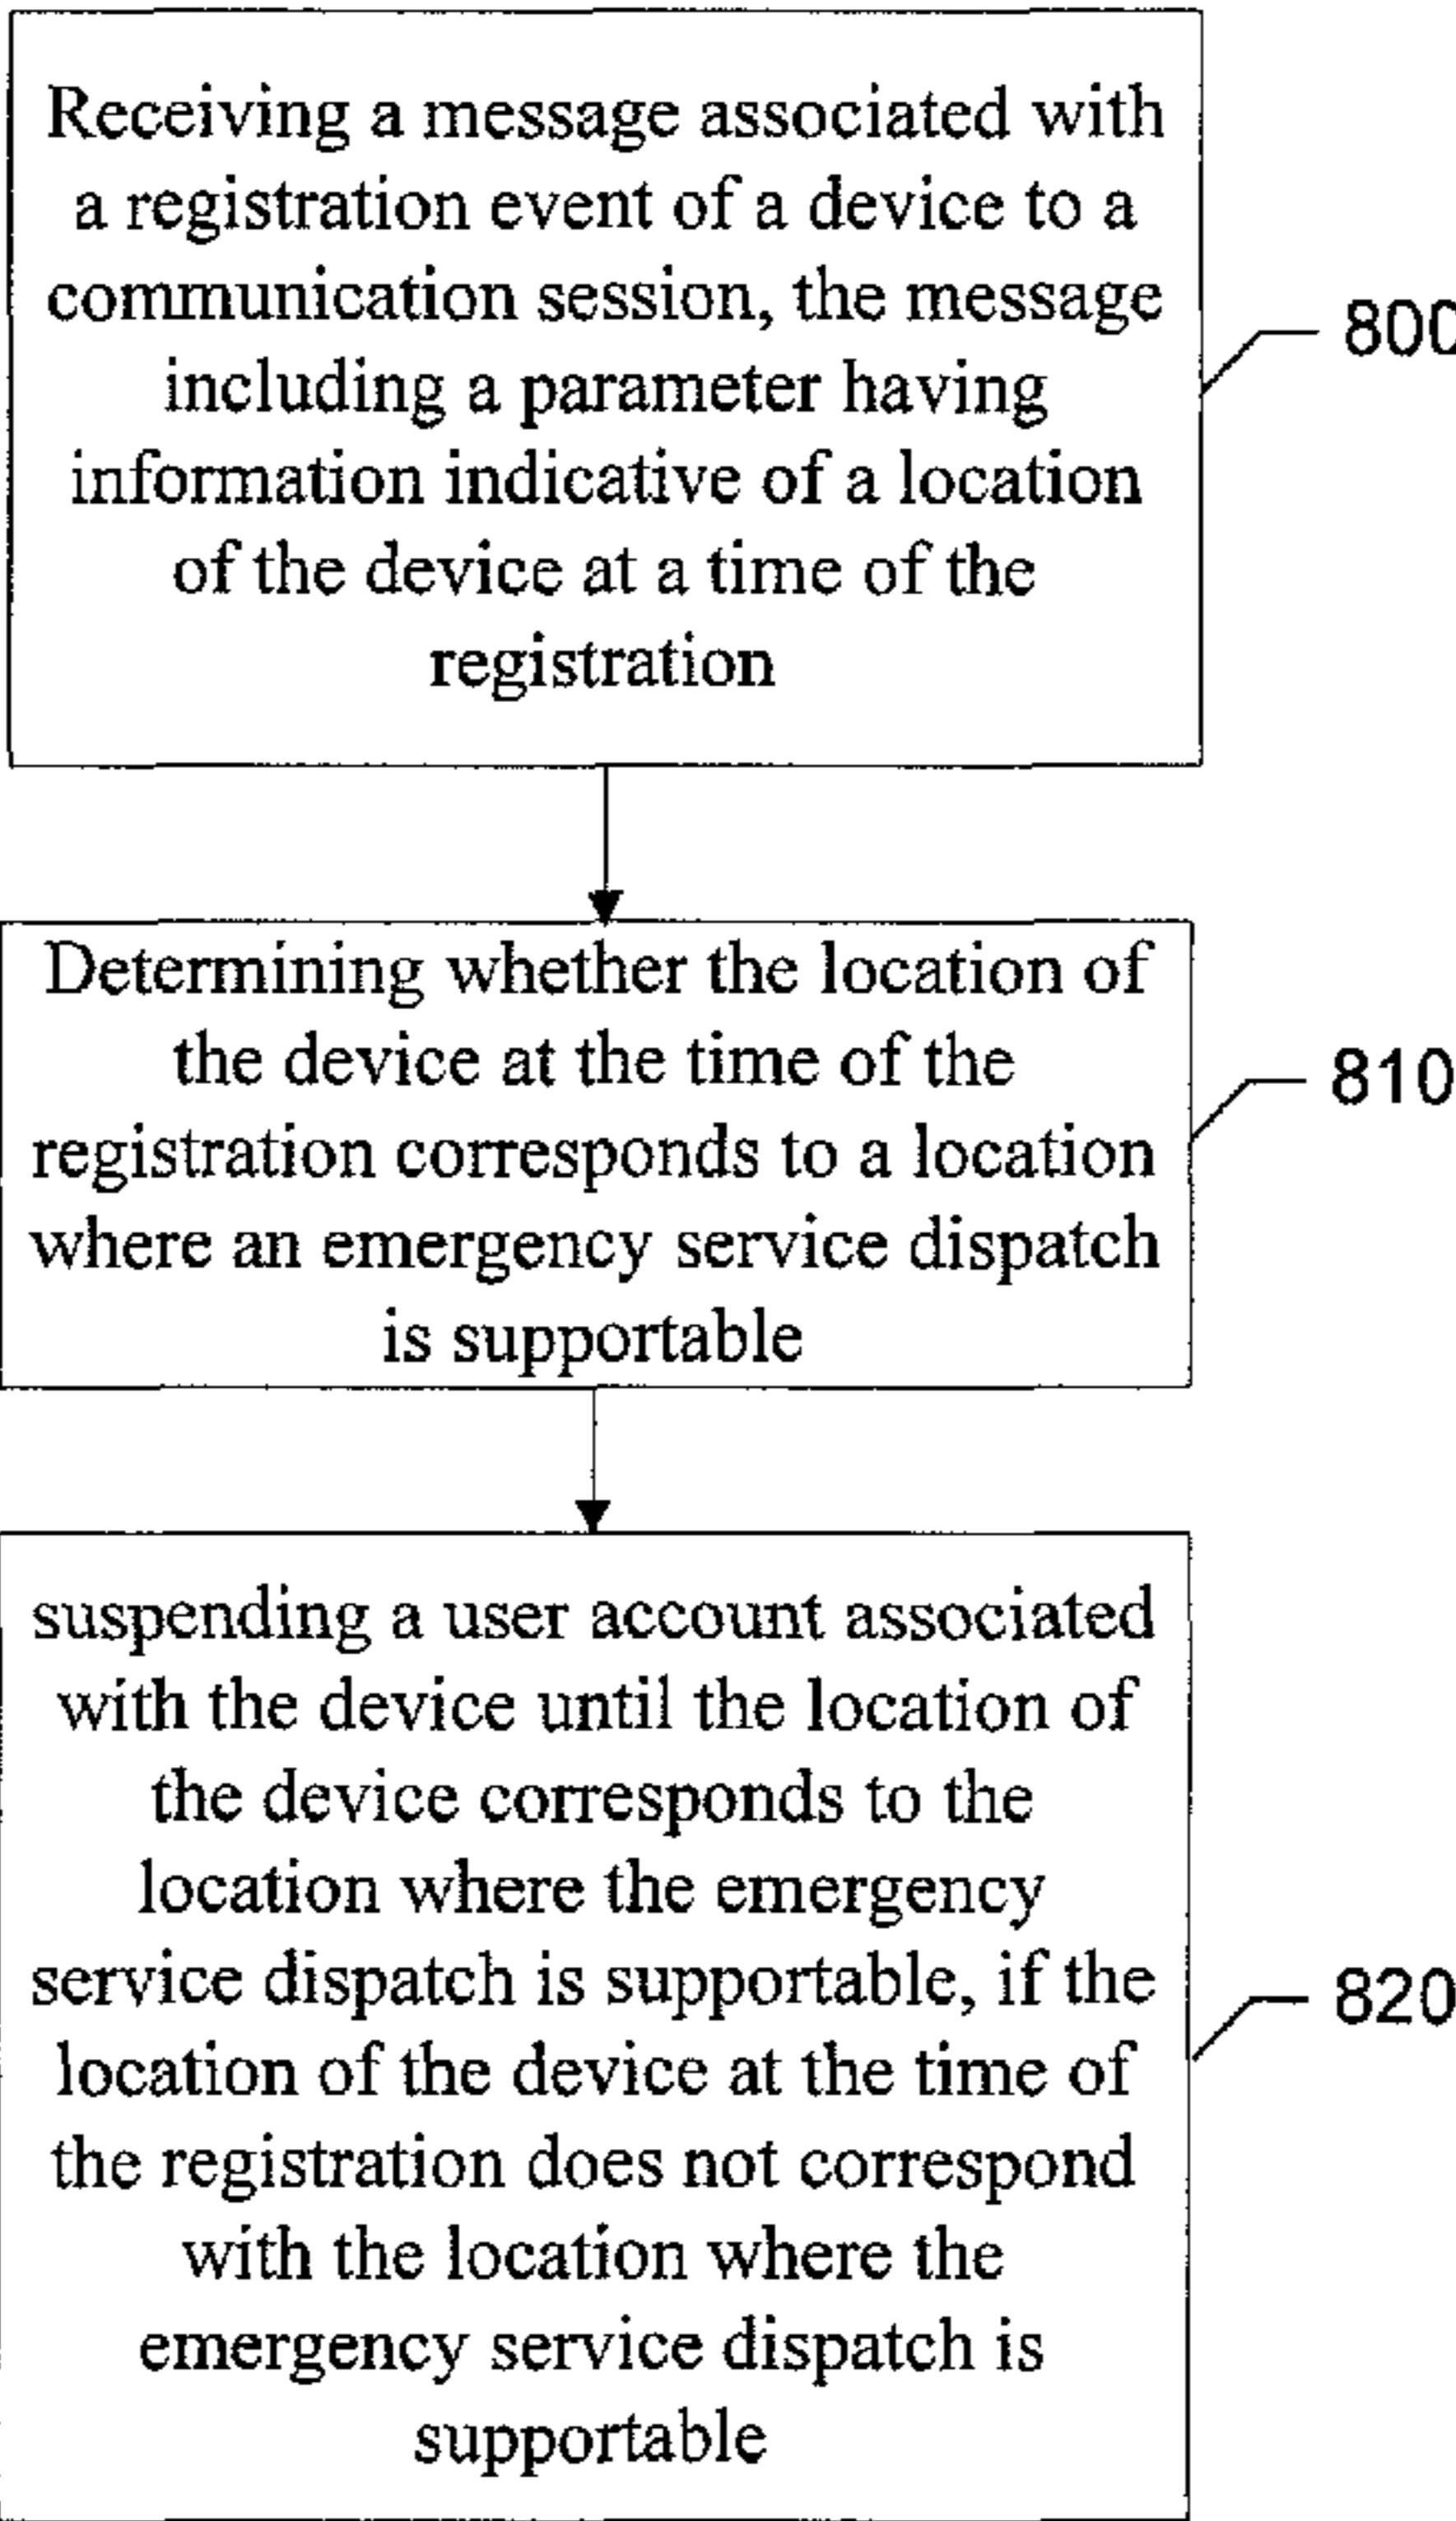 Receiving a message associated with
a registration event of a device to a
communication session, the message
including a parameter having
information indicative of a location
of the device at a time of the
registration
800
Determining whether the location of
the device at the time of the
registration corresponds to a location
where an emergency service dispatch
is supportable
810
suspending a user account associated
with the device until the location of
the device corresponds to the
location where the emergency
service dispatch is supportable, if the
location of the device at the time of
the registration does not correspond
with the location where the
emergency service dispatch is
supportable
820